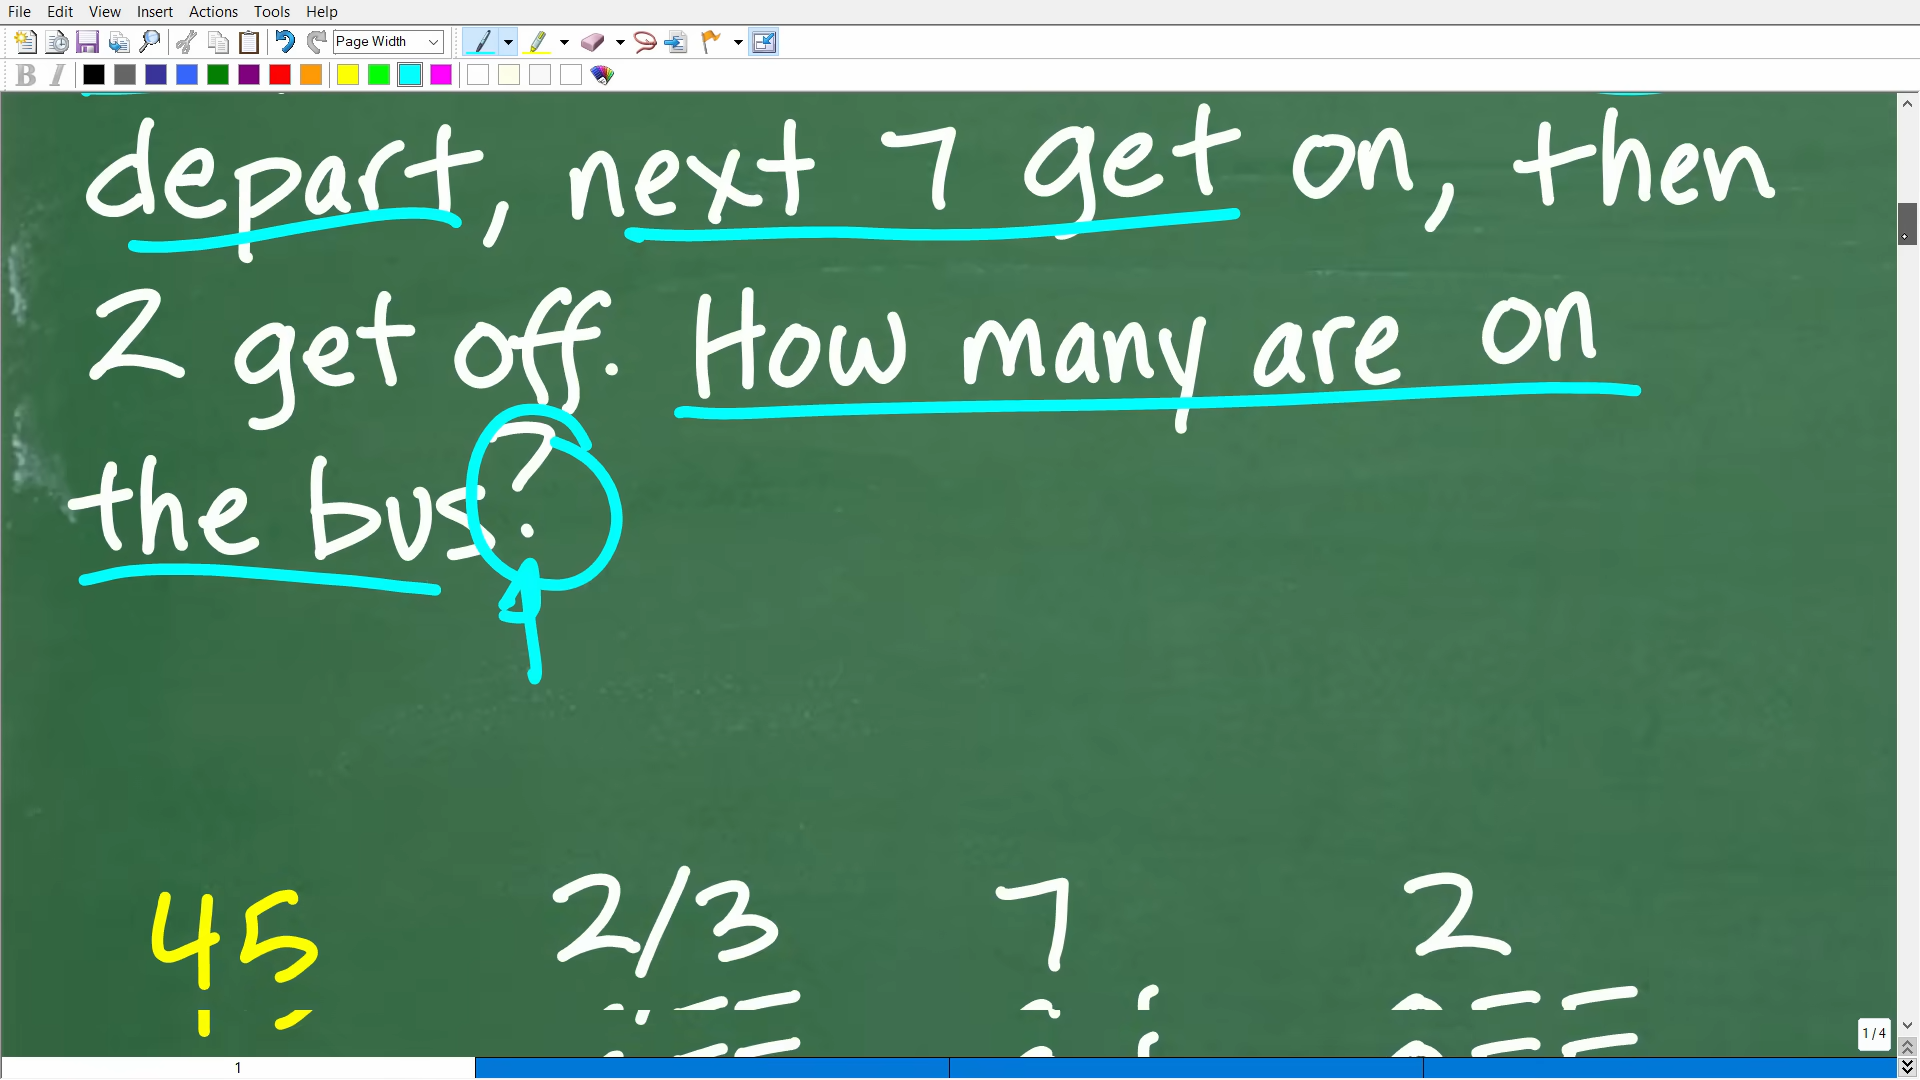 File Edit View Insert Actions Tools Help
Page Width
B I
depart, next 7 get on, then
2 get off. How many are on
the bus?
45 2/3 7 2
1/4
1